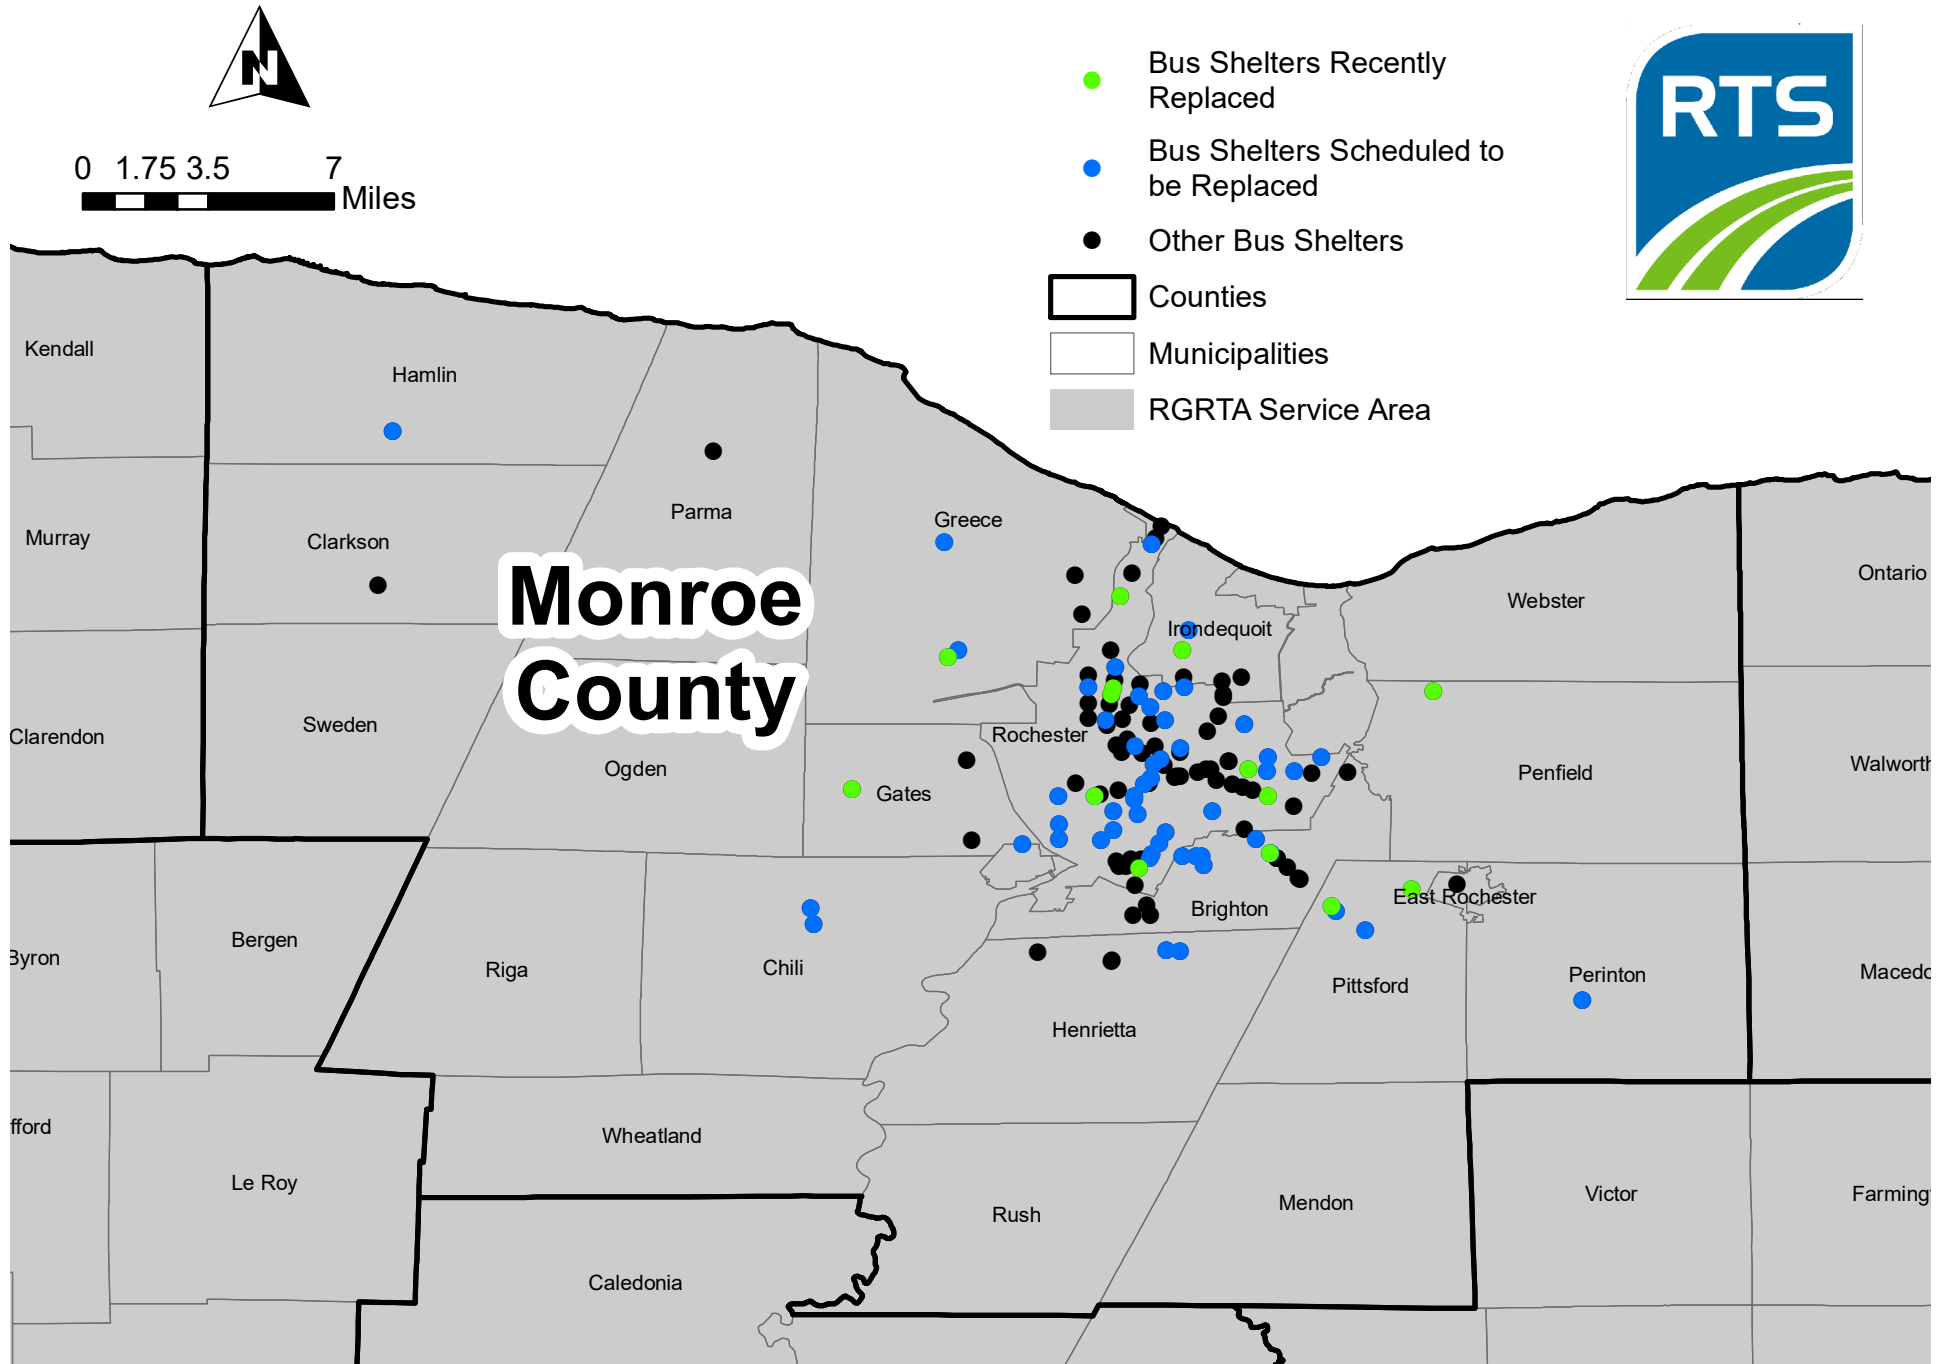 N
0 1.75 3.5 7
Miles
Bus Shelters Recently
Replaced
Bus Shelters Scheduled to
be Replaced
Other Bus Shelters
Counties
Municipalities
RGRTA Service Area
RTS
Kendall
Hamlin
Parma
Greece
Murray
Clarkson
Monroe
County
Irondequoit
Webster
Ontario
Clarendon
Sweden
Ogden
Rochester
Gates
Penfield
Walworth
Byron
Bergen
Riga
Chili
Brighton
East Rochester
Pittsford
Perinton
Macedo
Henrietta
fford
Le Roy
Wheatland
Rush
Mendon
Victor
Farming
Caledonia